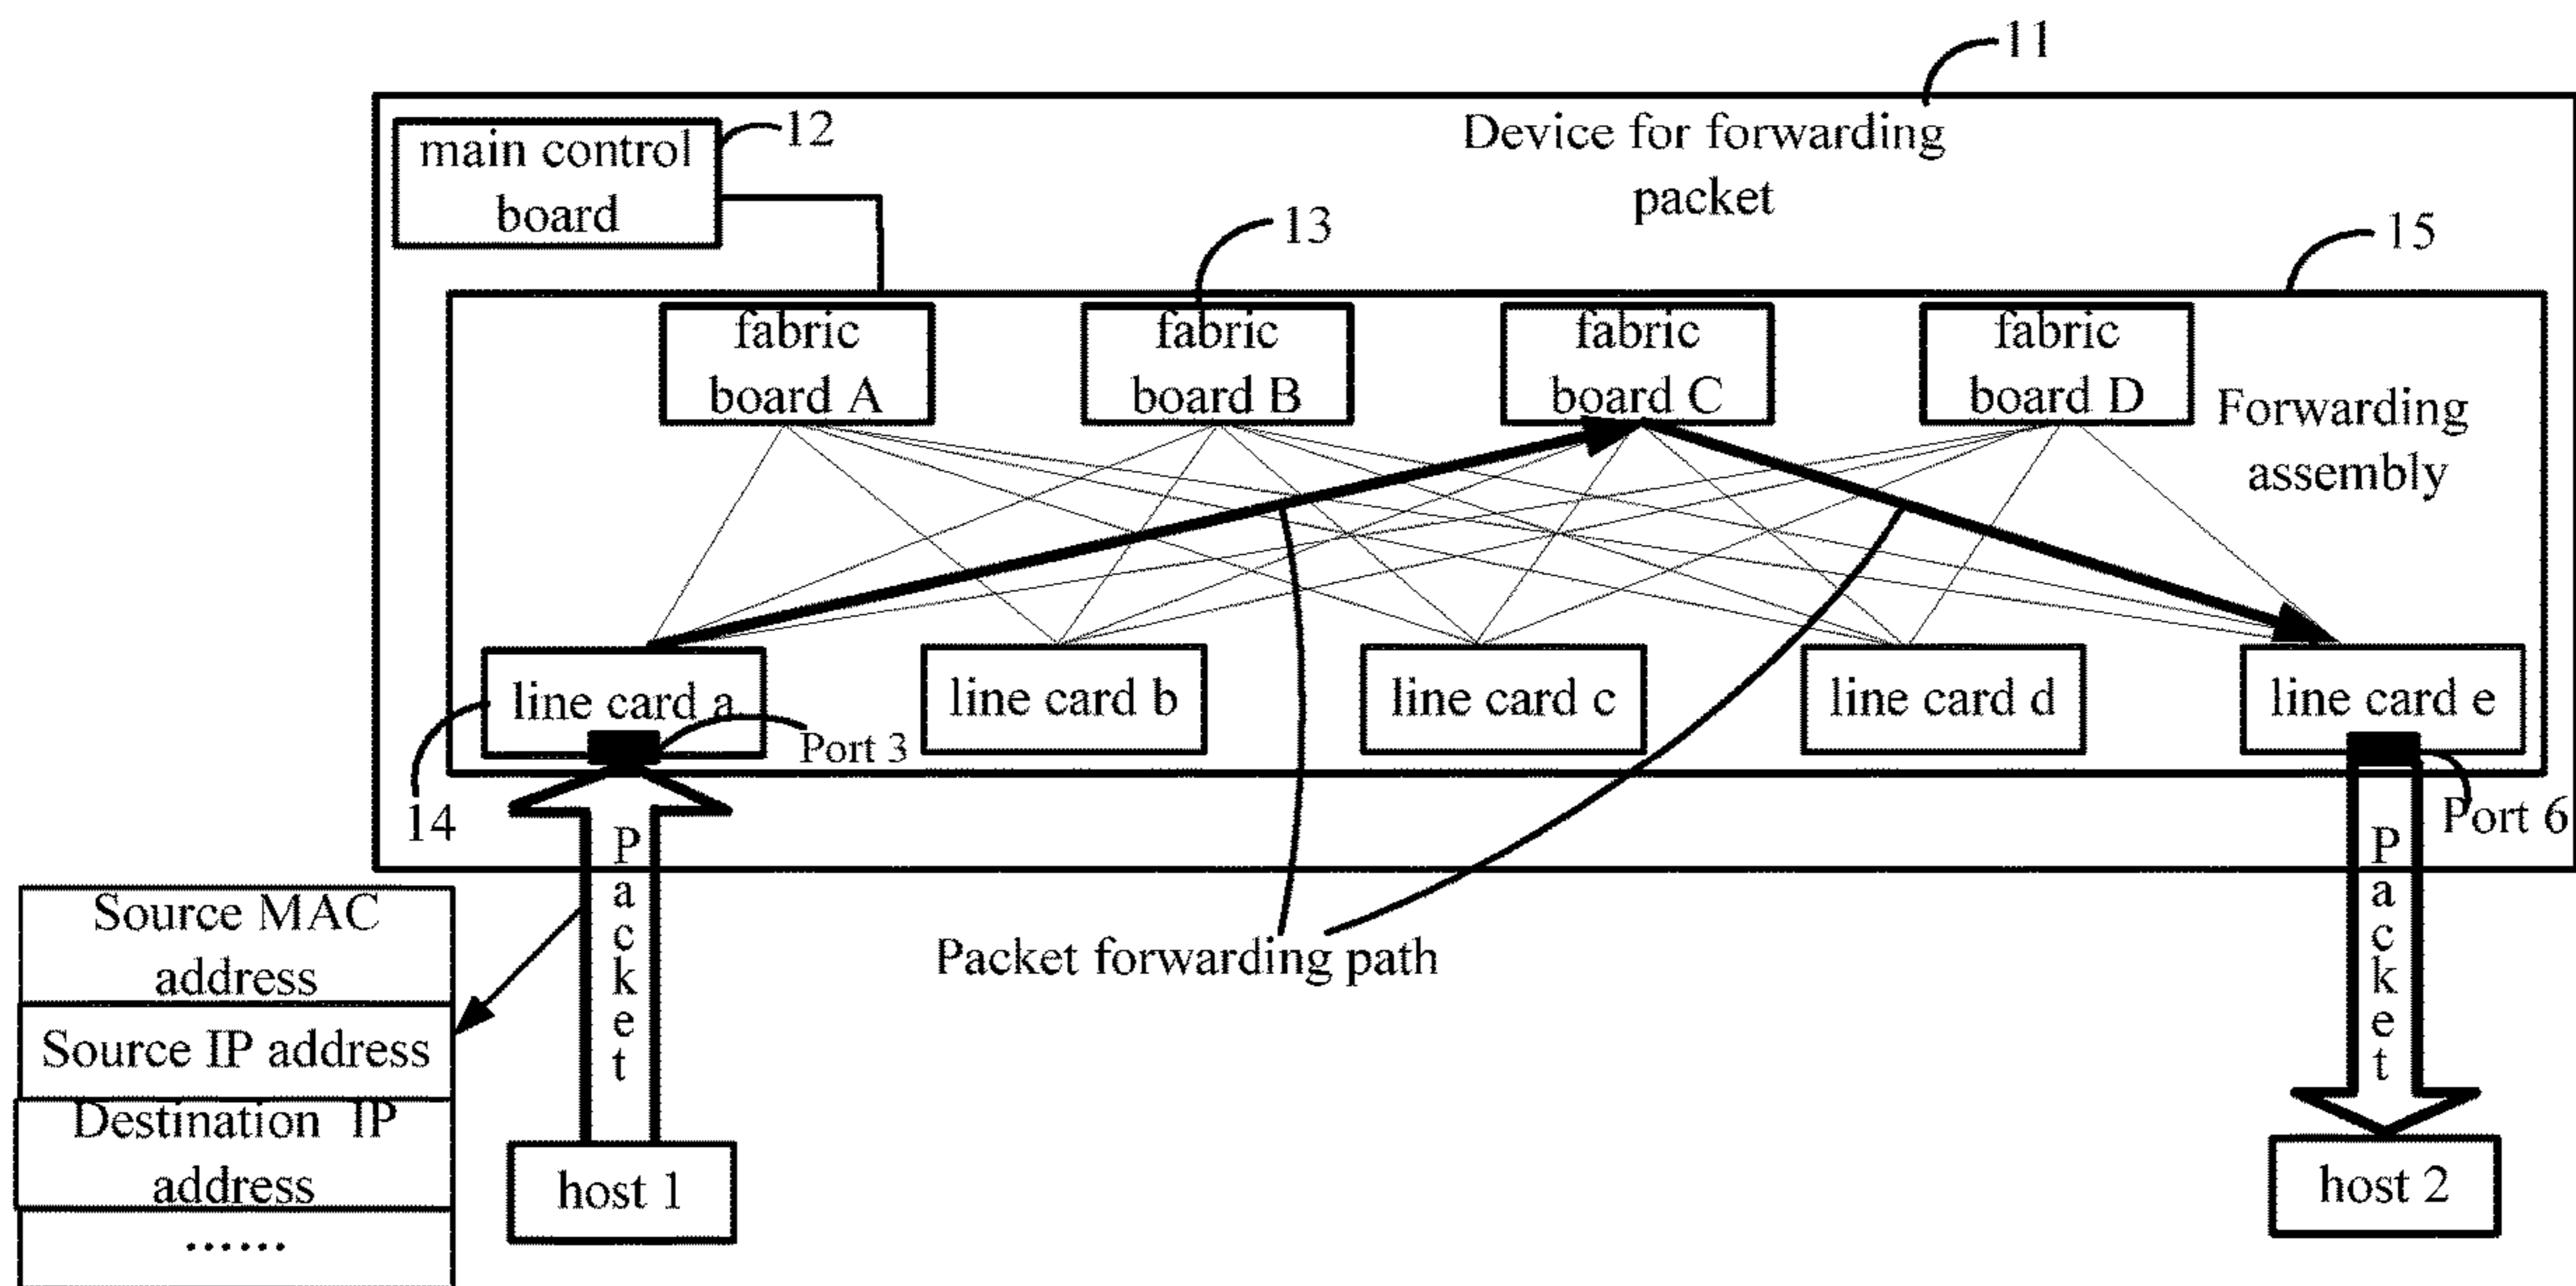 11
Device for forwarding
packet
12
main control
board
13
15
fabric
board A
fabric
board B
fabric
board C
fabric
board D
Forwarding
assembly
line card a
line card b
line card c
line card d
line card e
Port 3
14
Port 6
Packet
Packet
Packet forwarding path
Source MAC
address
Source IP address
Destination IP
address
......
host 1
host 2